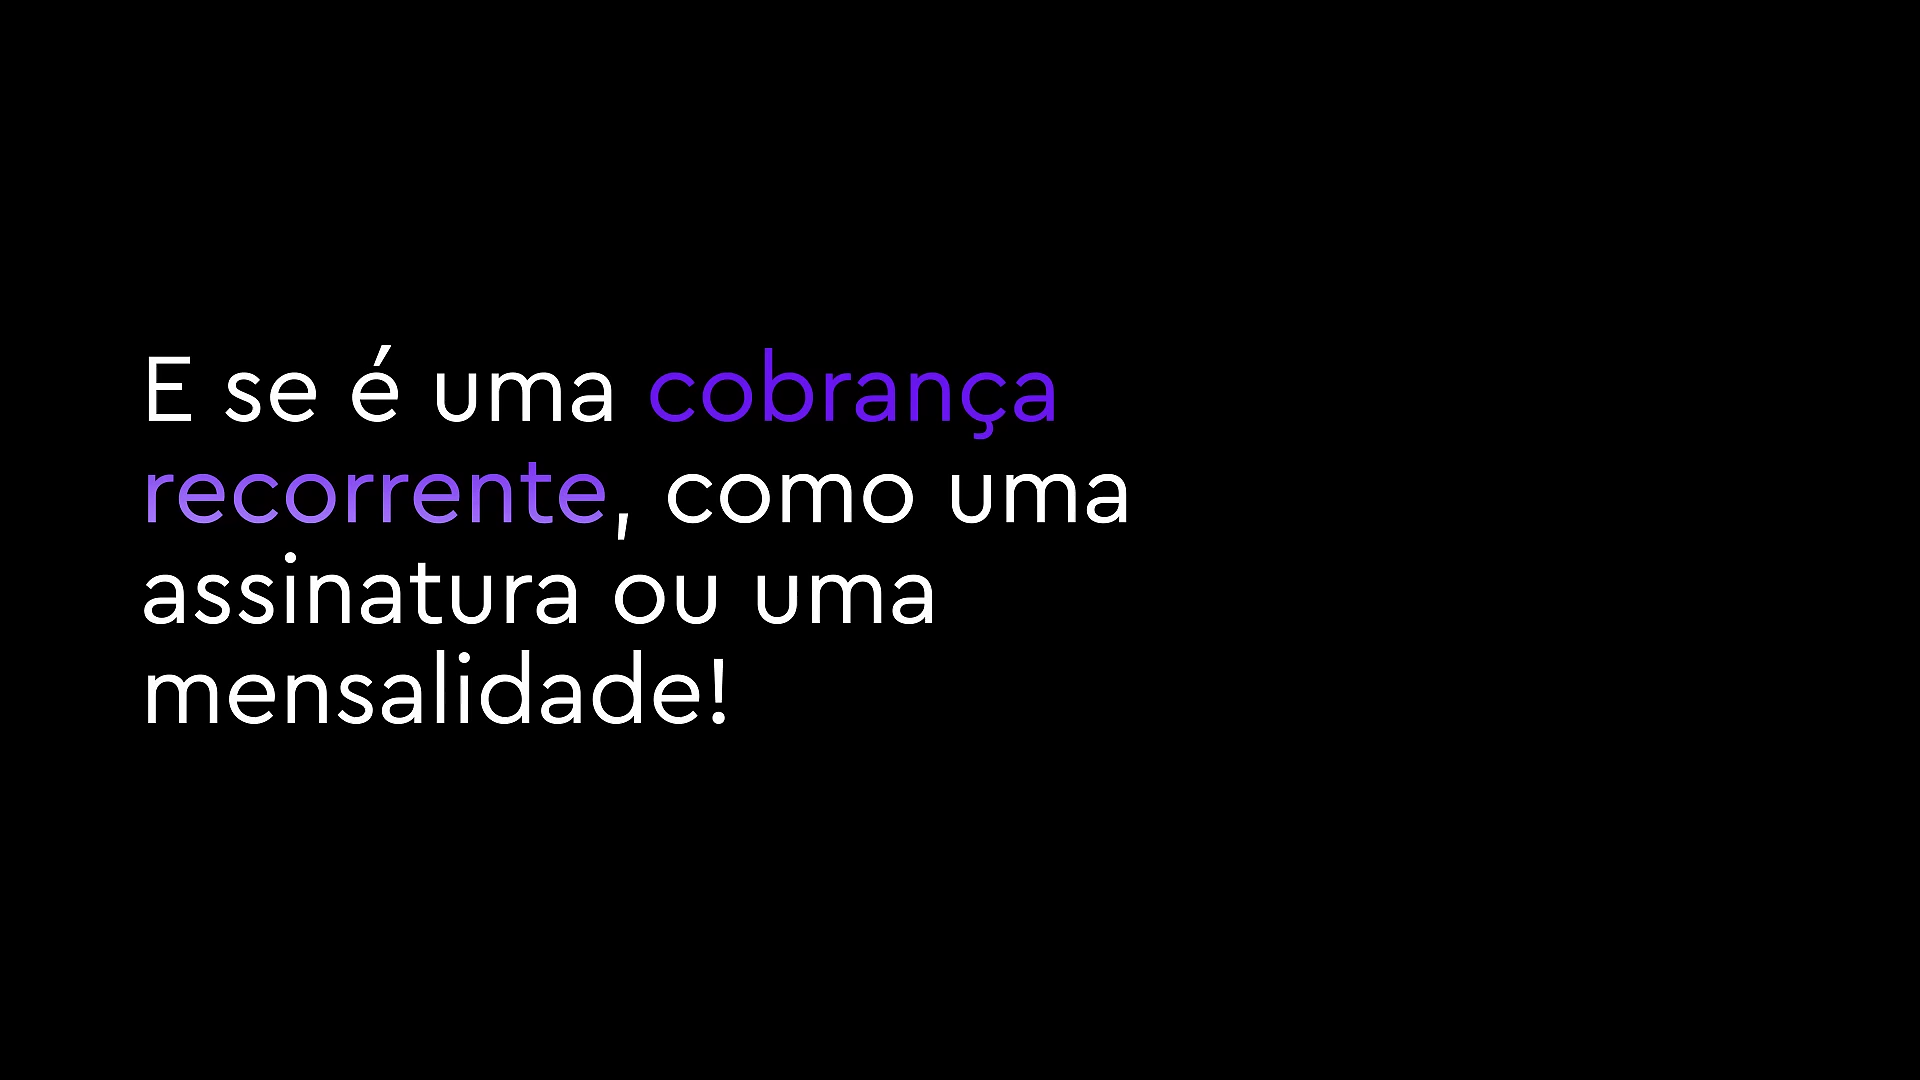 E se é uma cobrança
recorrente, como uma
assinatura ou uma
mensalidade!